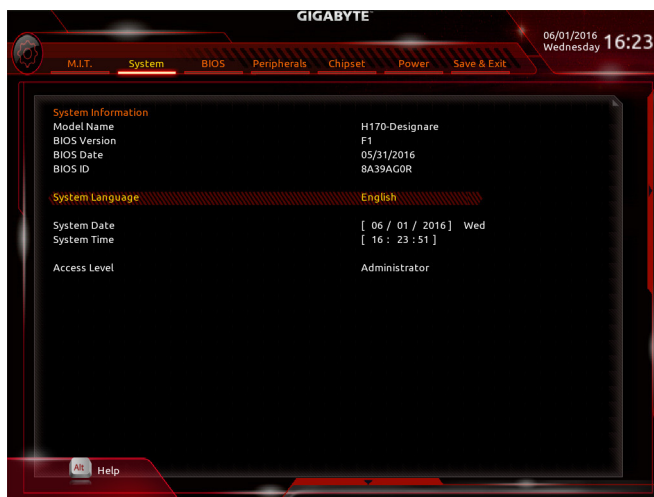 GIGABYTE™
06/01/2016 Wednesday 16:23
M.I.T. System BIOS Peripherals Chipset Power Save & Exit
System Information
Model Name H170-Designare
BIOS Version F1
BIOS Date 05/31/2016
BIOS ID 8A39AG0R
System Language English
System Date [ 06 / 01 / 2016 ] Wed
System Time [ 16 : 23 : 51 ]
Access Level Administrator
Alt Help